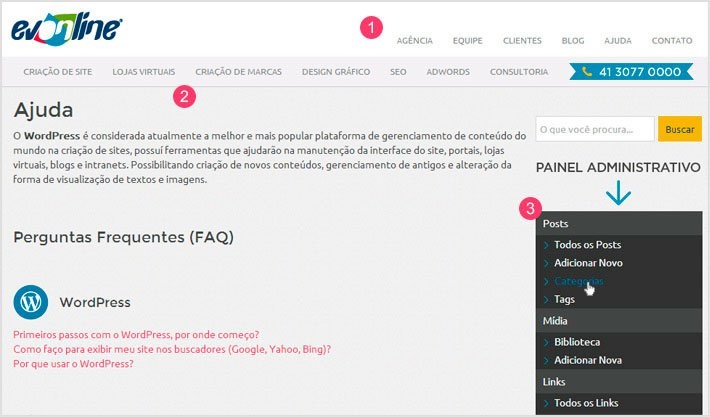 evonline®
1
AGÊNCIA EQUIPE CLIENTES BLOG AJUDA CONTATO
CRIAÇÃO DE SITE LOJAS VIRTUAIS CRIAÇÃO DE MARCAS DESIGN GRÁFICO SEO ADWORDS CONSULTORIA 41 3077 0000
2
Ajuda
O WordPress é considerada atualmente a melhor e mais popular plataforma de gerenciamento de conteúdo do
mundo na criação de sites, possuí ferramentas que ajudarão na manutenção da interface do site, portais, lojas
virtuais, blogs e intranets. Possibilitando criação de novos conteúdos, gerenciamento de antigos e alteração da
forma de visualização de textos e imagens.
Perguntas Frequentes (FAQ)
WordPress
Primeiros passos com o WordPress, por onde começo?
Como faço para exibir meu site nos buscadores (Google, Yahoo, Bing)?
Por que usar o WordPress?
O que você procura... Buscar
PAINEL ADMINISTRATIVO
3
Posts
Todos os Posts
Adicionar Novo
Categorias
Tags
Mídia
Biblioteca
Adicionar Nova
Links
Todos os Links